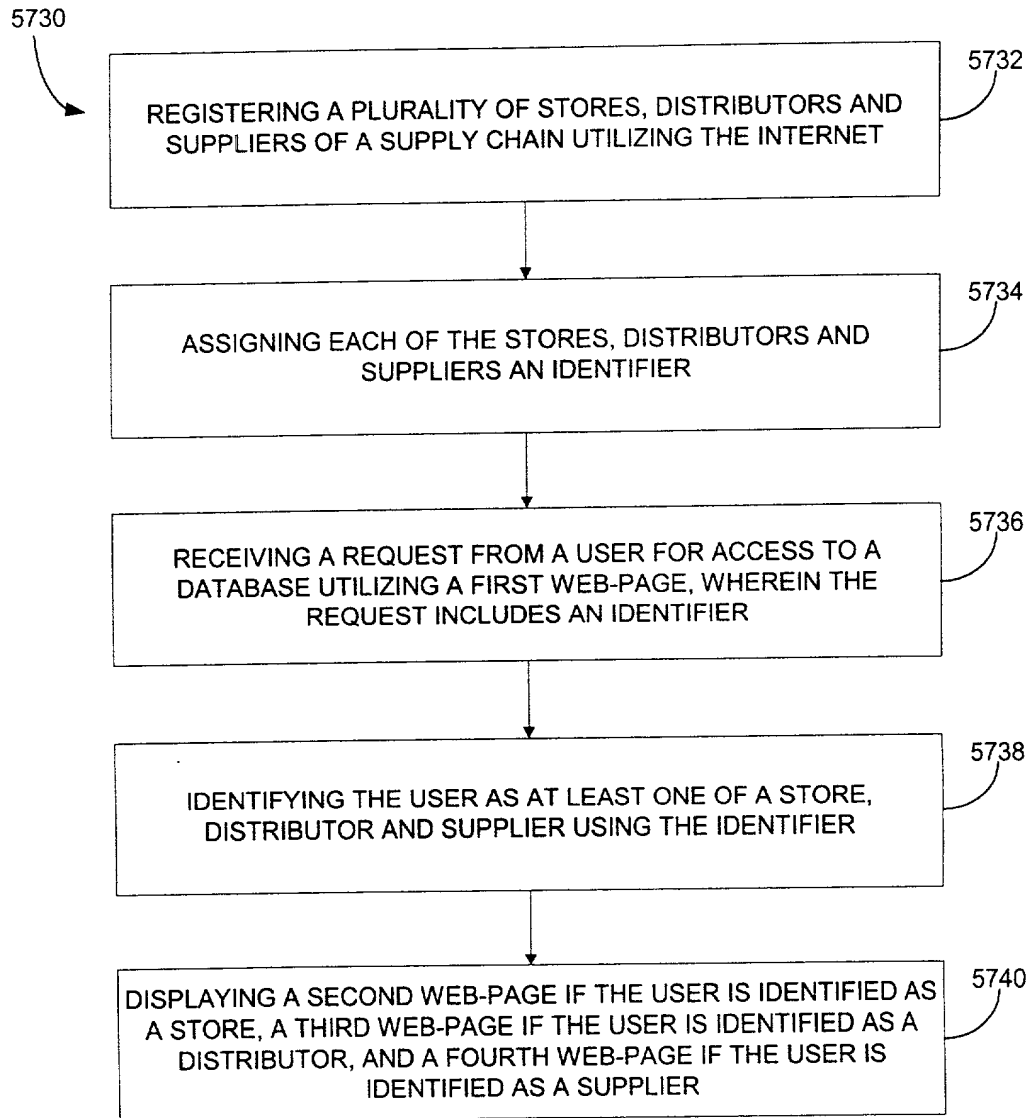 5730
5732
REGISTERING A PLURALITY OF STORES, DISTRIBUTORS AND
SUPPLIERS OF A SUPPLY CHAIN UTILIZING THE INTERNET
5734
ASSIGNING EACH OF THE STORES, DISTRIBUTORS AND
SUPPLIERS AN IDENTIFIER
5736
RECEIVING A REQUEST FROM A USER FOR ACCESS TO A
DATABASE UTILIZING A FIRST WEB-PAGE, WHEREIN THE
REQUEST INCLUDES AN IDENTIFIER
5738
IDENTIFYING THE USER AS AT LEAST ONE OF A STORE,
DISTRIBUTOR AND SUPPLIER USING THE IDENTIFIER
5740
DISPLAYING A SECOND WEB-PAGE IF THE USER IS IDENTIFIED AS
A STORE, A THIRD WEB-PAGE IF THE USER IS IDENTIFIED AS A
DISTRIBUTOR, AND A FOURTH WEB-PAGE IF THE USER IS
IDENTIFIED AS A SUPPLIER